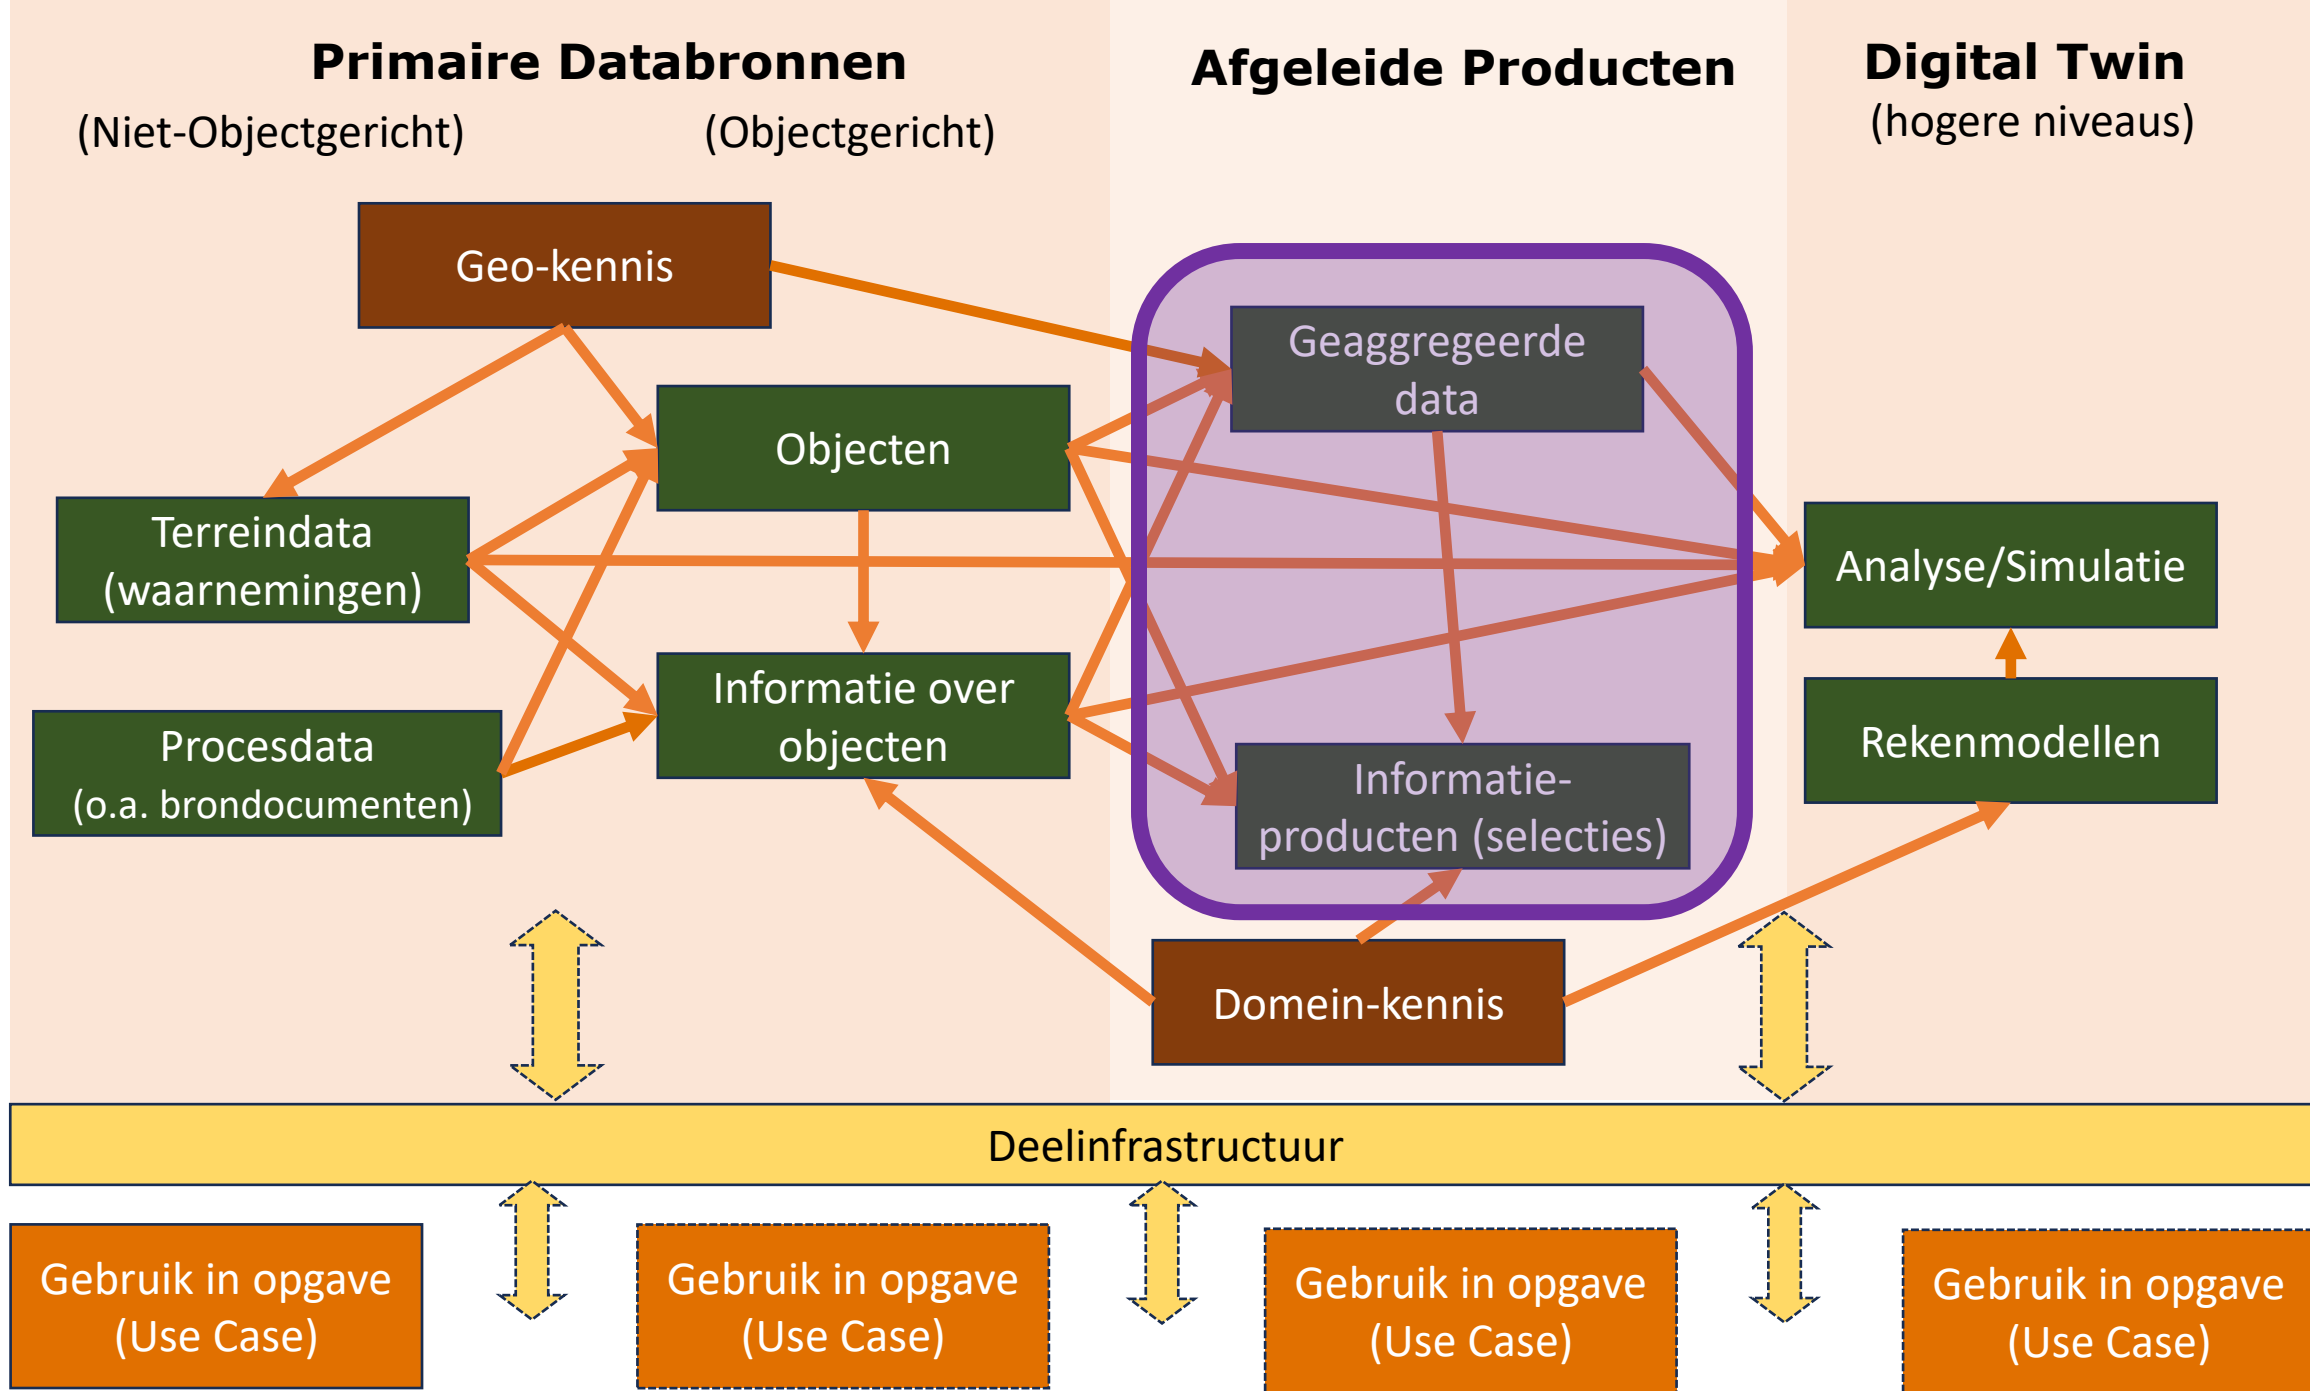 Primaire Databronnen
Afgeleide Producten
Digital Twin
(Niet-Objectgericht)
(Objectgericht)
(hogere niveaus)
Geo-kennis
Geaggregeerde
data
Objecten
Terreindata
(waarnemingen)
Analyse/Simulatie
Informatie over
objecten
Procesdata
(o.a. brondocumenten)
Rekenmodellen
Informatie-
producten (selecties)
Domein-kennis
Deelinfrastructuur
Gebruik in opgave
(Use Case)
Gebruik in opgave
(Use Case)
Gebruik in opgave
(Use Case)
Gebruik in opgave
(Use Case)